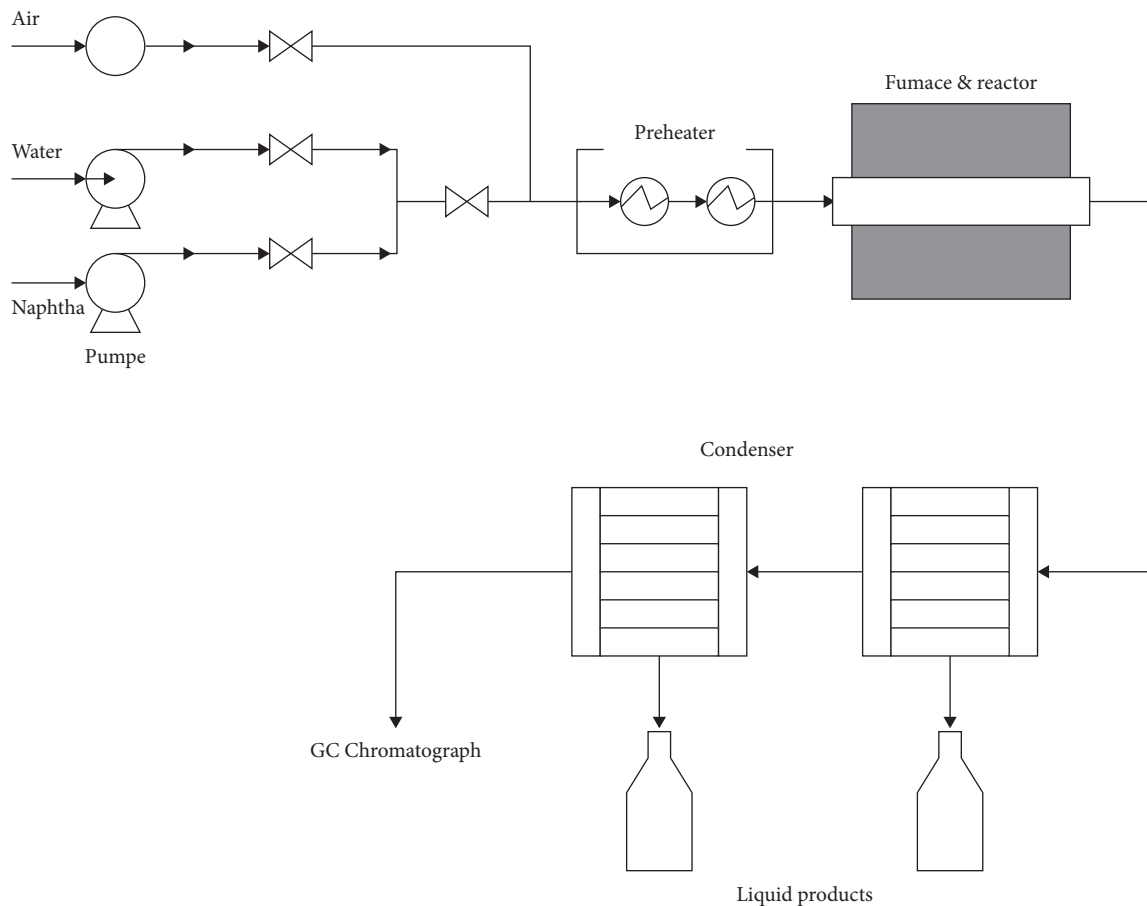 Air
Water
Naphtha
Pumpe
Preheater
Fumace & reactor
Condenser
GC Chromatograph
Liquid products